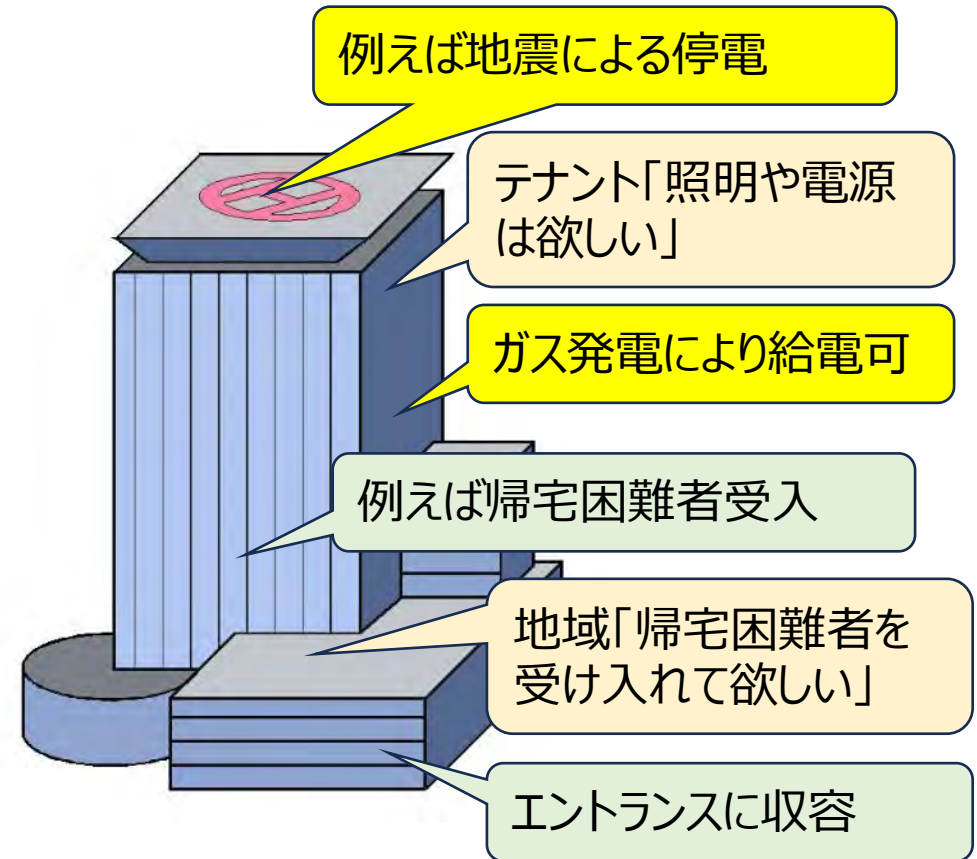 例えば地震による停電
テナント「照明や電源
は欲しい」
ガス発電により給電可
例えば帰宅困難者受入
地域「帰宅困難者を
受け入れて欲しい」
エントランスに収容